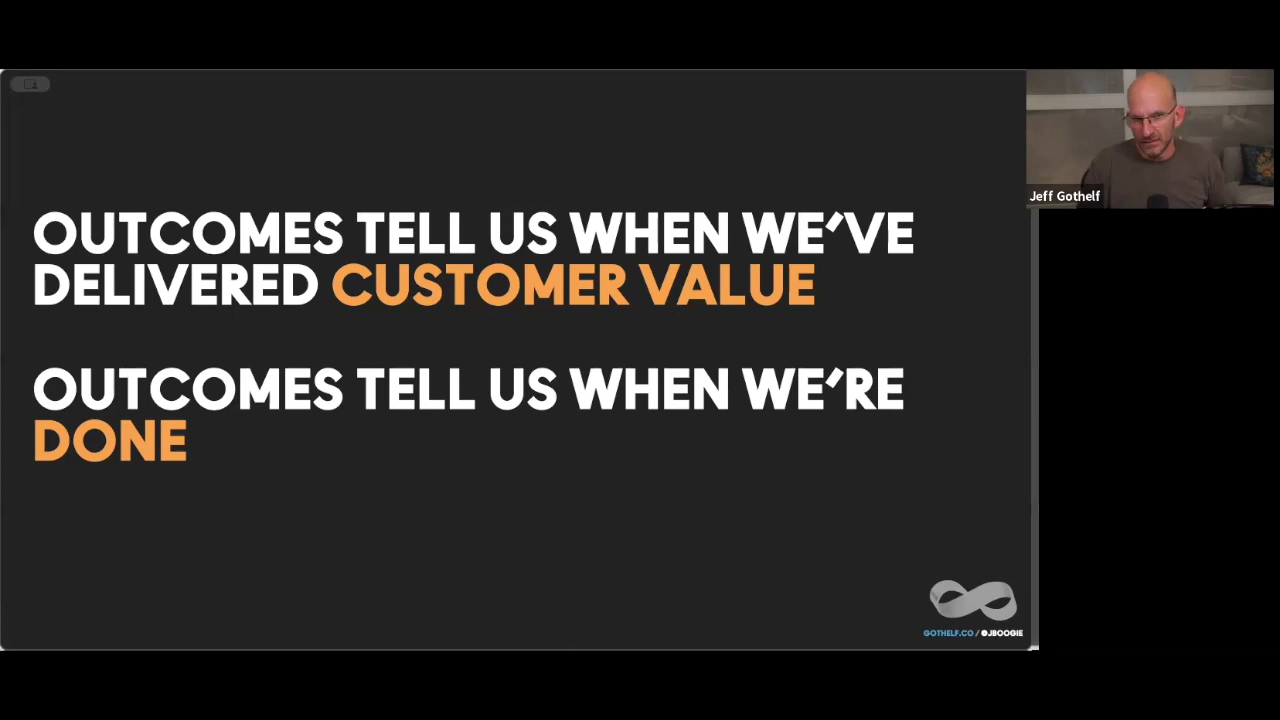 OUTCOMES TELL US WHEN WE’VE
DELIVERED CUSTOMER VALUE
OUTCOMES TELL US WHEN WE’RE
DONE
GOTHELF.CO / @JBOOGIE
Jeff Gothelf